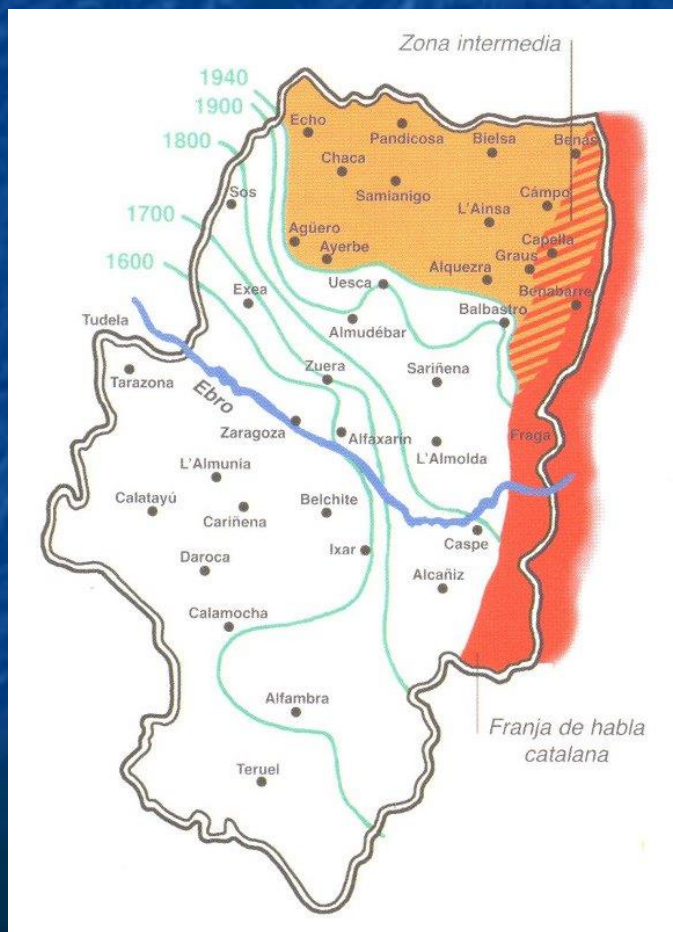 Zona intermedia
1940
1900
1800
1700
1600
Echo
Pandicosa
Bielsa
Benás
Chaca
Samianigo
Sos
L'Ainsa
Cámpo
Agüero
Ayerbe
Capella
Graus
Alquezra
Uesca
Benabarre
Exea
Balbastro
Almudébar
Tudela
Zuera
Sariñena
Tarazona
Ebro
Zaragoza
Alfaxarín
Fraga
L'Almolda
L'Almunia
Calatayú
Cariñena
Belchite
Caspe
Ixar
Daroca
Alcañiz
Calamocha
Alfambra
Franja de habla
catalana
Teruel